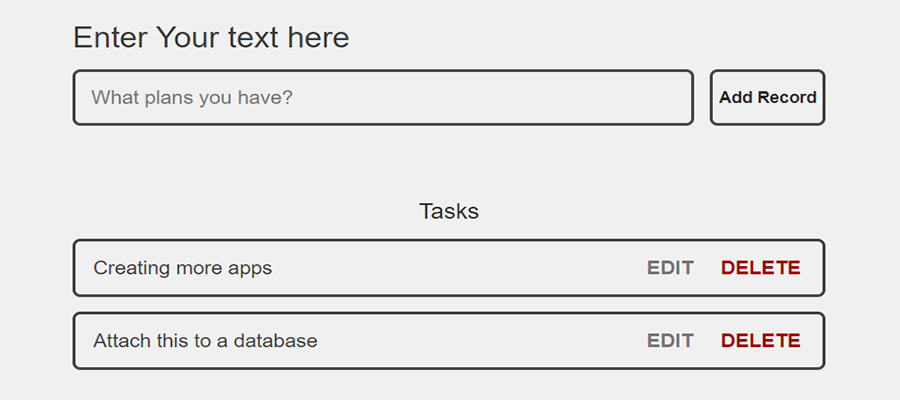 Enter Your text here
What plans you have? Add Record
Tasks
Creating more apps EDIT DELETE
Attach this to a database EDIT DELETE